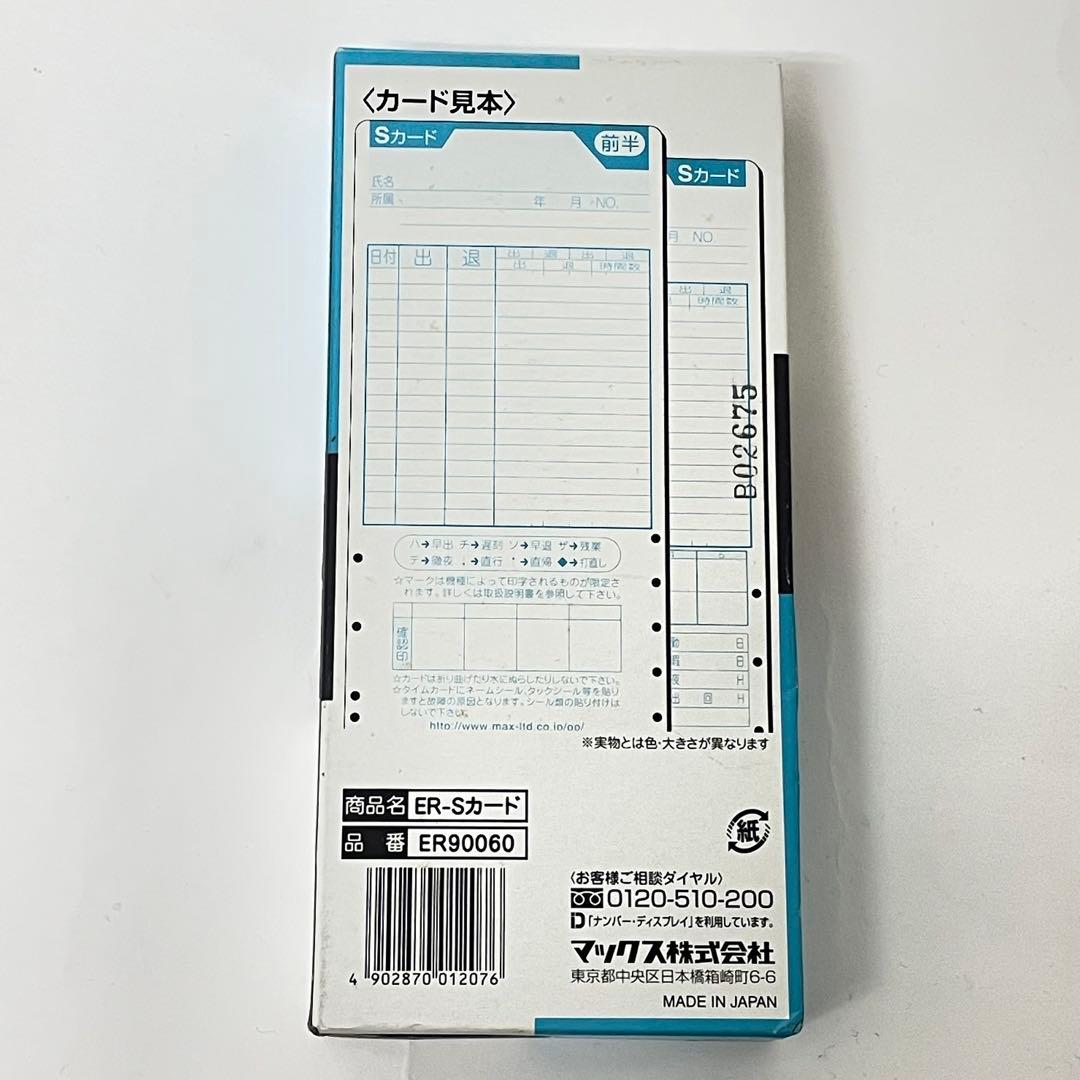 〈カード見本〉
Sカード 前半
氏名
所属 年 月 NO.
日付 出 退 出 退 出 退
出 退 時間数
ハ→早出 チ→遅刻 ソ→早退 ザ→残業
テ→徹夜 ↓→直行 ↑→直帰 ◆→打直し
☆マークは機種によって印字されるものが限定さ
れます。詳しくは取扱説明書を参照して下さい。
確認印
☆カードは折り曲げたり水にぬらしたりしないで下さい。
☆タイムカードにネームシール、タックシール等を貼り
ますと故障の原因となります。シール類の貼り付けは
しないで下さい。
http://www.max-ltd.co.jp/op/
Sカード
月 NO.
出 退
時間数
B02675
日
日
夜 H
出 回 H
※実物とは色・大きさが異なります
商品名 ER-Sカード
品番 ER90060
4 902870 012076
紙
〈お客様ご相談ダイヤル〉
0120-510-200
D「ナンバー・ディスプレイ」を利用しています。
マックス株式会社
東京都中央区日本橋箱崎町6-6
MADE IN JAPAN